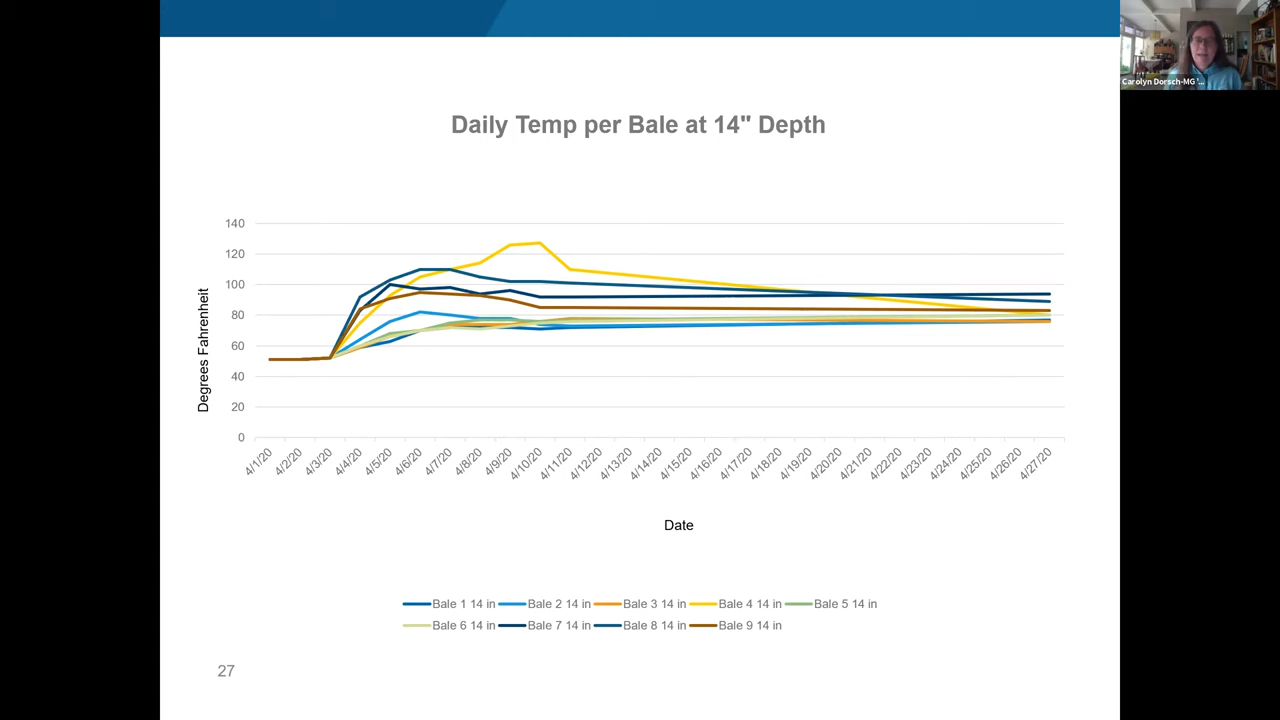 Carolyn Dorsch-MG '...
Daily Temp per Bale at 14" Depth
140
120
100
80
60
40
20
0
Degrees Fahrenheit
4/1/20 4/2/20 4/3/20 4/4/20 4/5/20 4/6/20 4/7/20 4/8/20 4/9/20 4/10/20 4/11/20 4/12/20 4/13/20 4/14/20 4/15/20 4/16/20 4/17/20 4/18/20 4/19/20 4/20/20 4/21/20 4/22/20 4/23/20 4/24/20 4/25/20 4/26/20 4/27/20
Date
Bale 1 14 in Bale 2 14 in Bale 3 14 in Bale 4 14 in Bale 5 14 in
Bale 6 14 in Bale 7 14 in Bale 8 14 in Bale 9 14 in
27